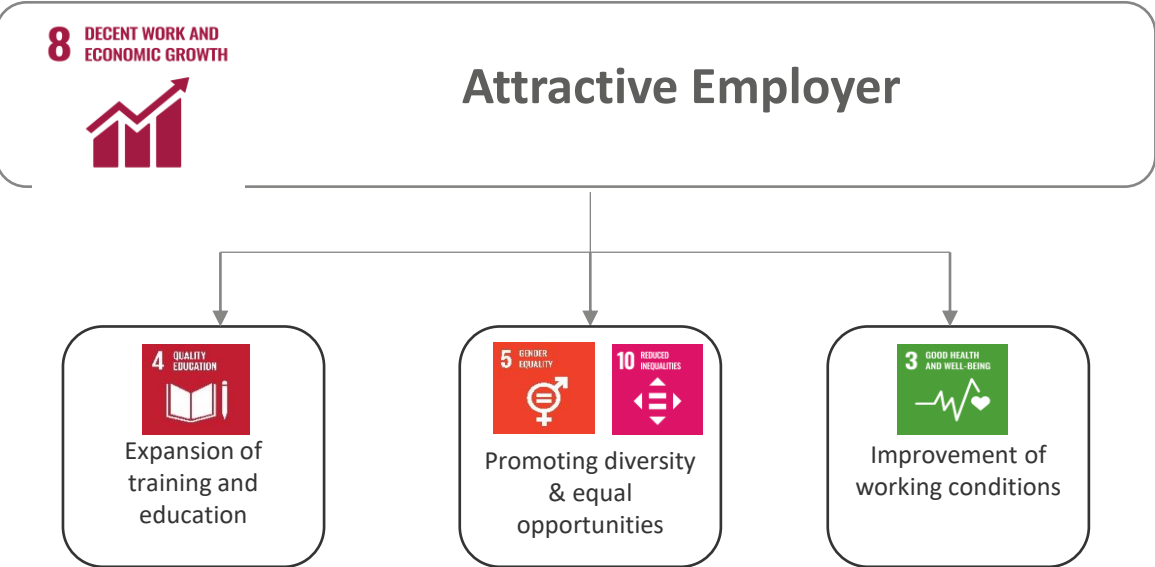 8 DECENT WORK AND
ECONOMIC GROWTH
Attractive Employer
4 QUALITY
EDUCATION
Expansion of
training and
education
5 GENDER
EQUALITY
10 REDUCED
INEQUALITIES
Promoting diversity
& equal
opportunities
3 GOOD HEALTH
AND WELL-BEING
Improvement of
working conditions